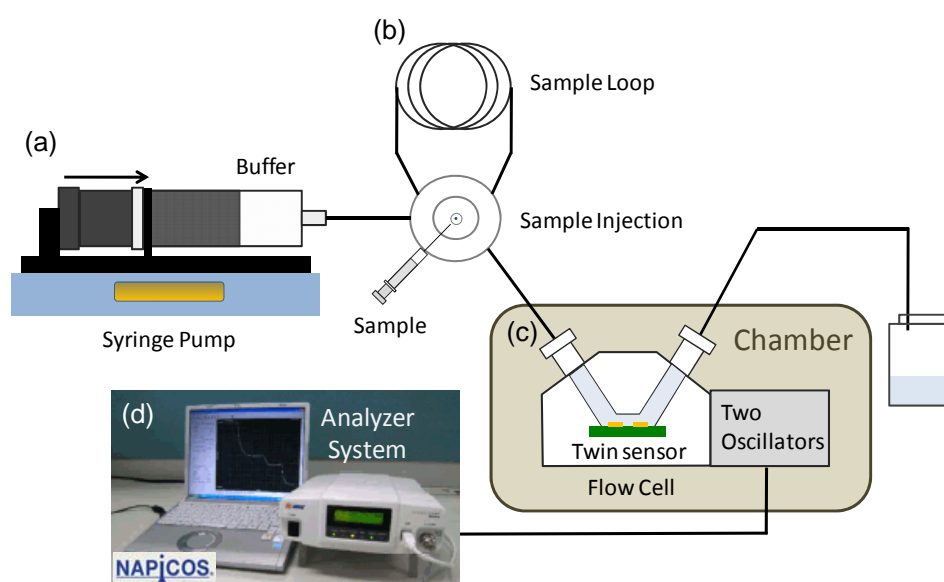 (a)
Buffer
Syringe Pump
(b)
Sample Loop
Sample Injection
Sample
(c)
Chamber
Two
Oscillators
Twin sensor
Flow Cell
(d)
Analyzer
System
NAPiCOS®